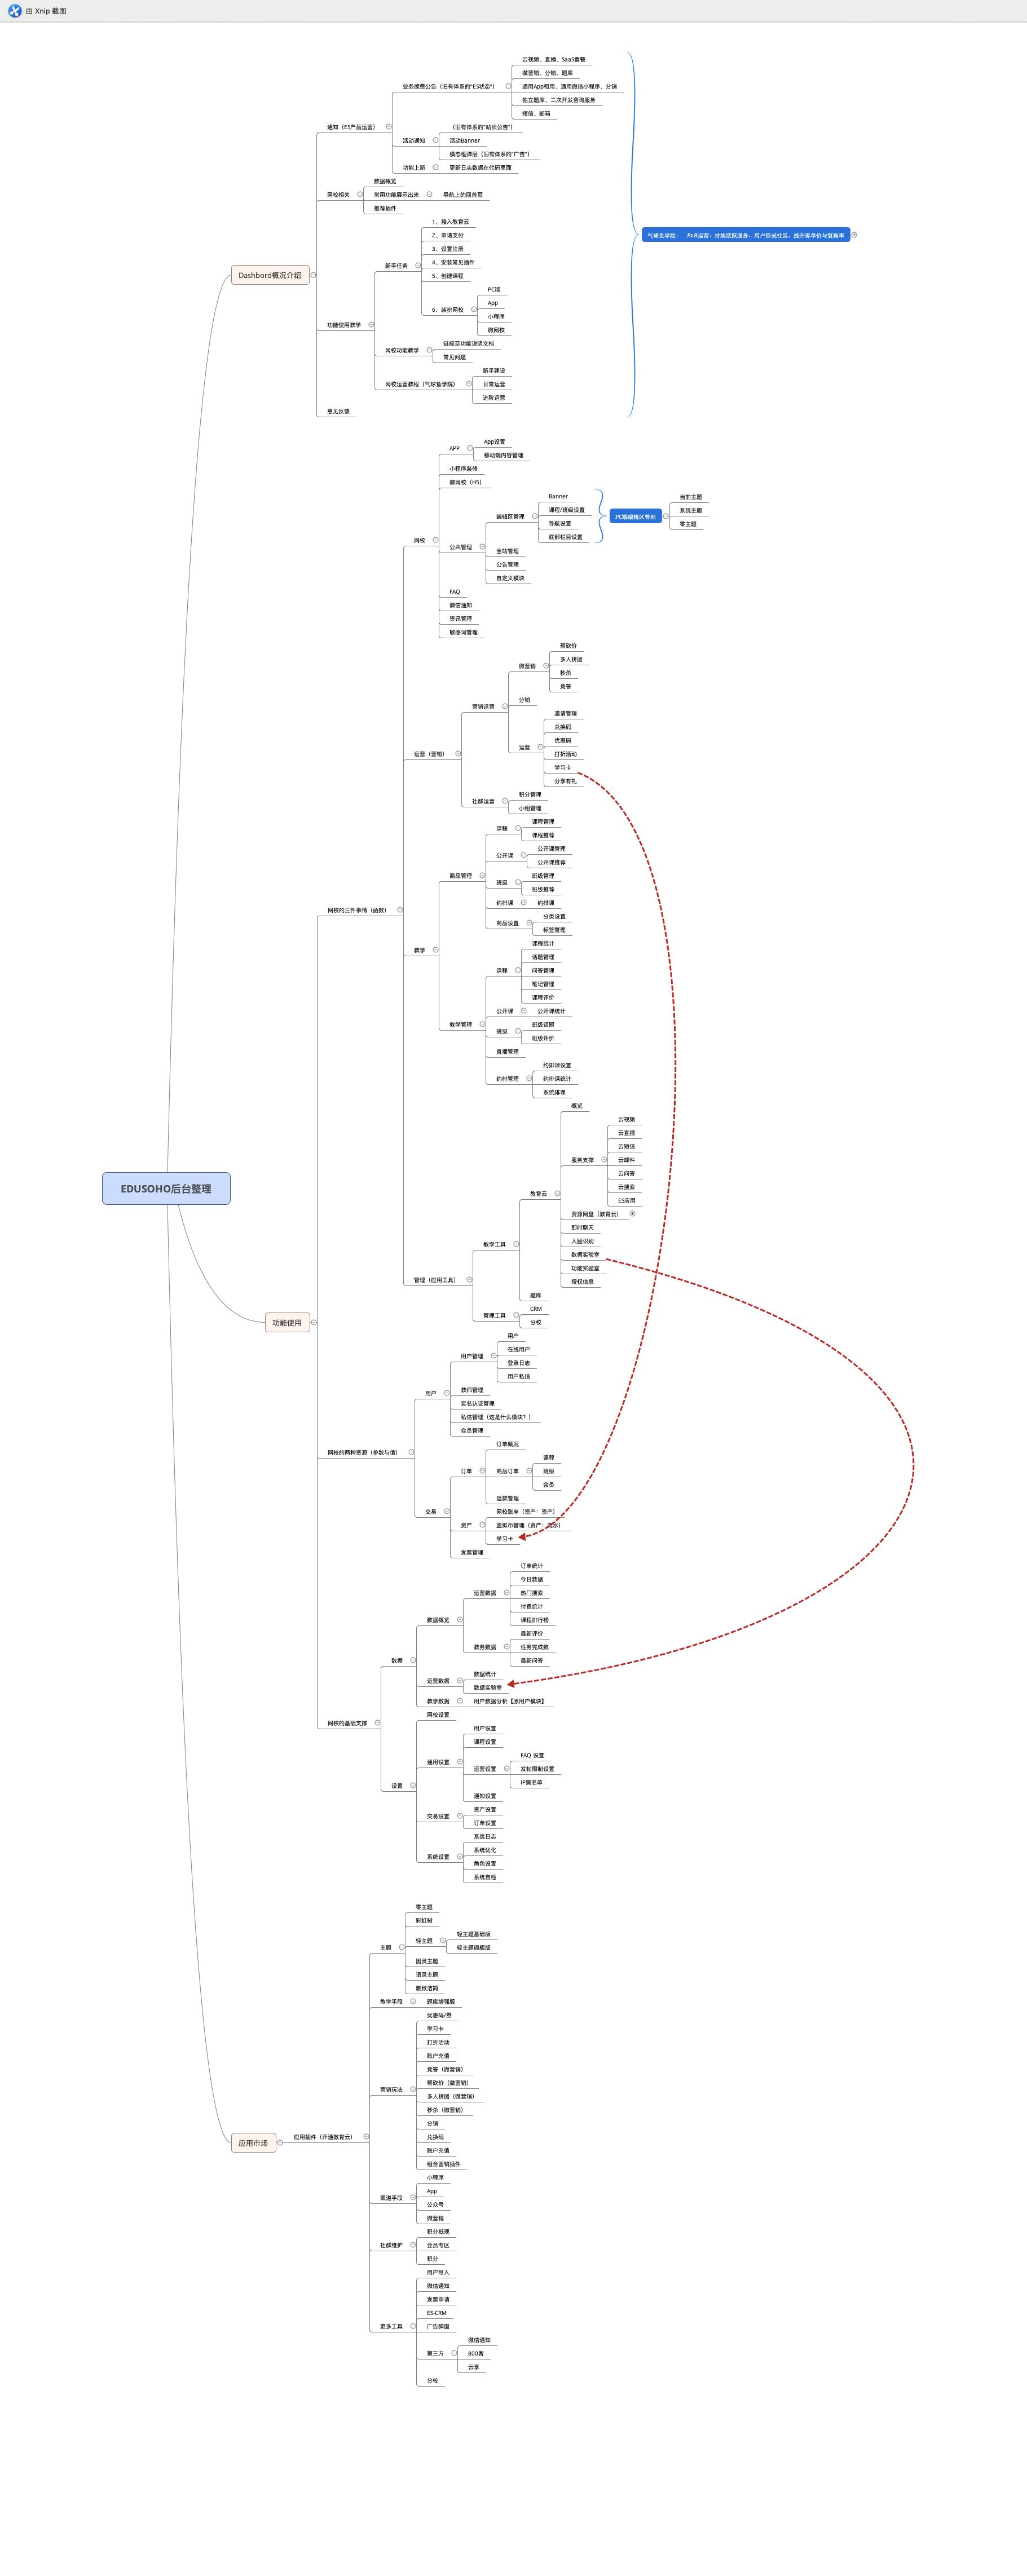 由 Xnip 截图
EDUSOHO后台整理
Dashbord概况介绍
通知（ES产品运营）
业务续费公告（旧有体系的"ES状态"）
云视频、直播、SaaS套餐
微营销、分销、题库
通用App租用、通用微信小程序、分销
独立题库、二次开发咨询服务
短信、邮箱
活动通知
（旧有体系的"站长公告"）
活动Banner
模态框弹层（旧有体系的"广告"）
功能上新
更新日志数据在代码里面
网校相关
数据概览
常用功能展示出来
导航上的回首页
推荐插件
功能使用教学
新手任务
1、接入教育云
2、申请支付
3、设置注册
4、安装常见插件
5、创建课程
6、装扮网校
PC端
App
小程序
微网校
网校功能教学
链接至功能说明文档
常见问题
网校运营教程（气球鱼学院）
新手建设
日常运营
进阶运营
意见反馈
气球鱼学院： PaB运营：持续活跃服务、用户形成社区、提升客单价与复购率
功能使用
网校的三件事情（函数）
网校
APP
App设置
移动端内容管理
小程序装修
微网校（H5）
公共管理
编辑区管理
Banner
课程/班级设置
导航设置
底部栏目设置
PC端编辑区管理
当前主题
系统主题
零主题
全站管理
公告管理
自定义模块
FAQ
微信通知
资讯管理
敏感词管理
运营（营销）
营销运营
微营销
帮砍价
多人拼团
秒杀
竞答
分销
运营
邀请管理
兑换码
优惠码
打折活动
学习卡
分享有礼
社群运营
积分管理
小组管理
教学
商品管理
课程
课程管理
课程推荐
公开课
公开课管理
公开课推荐
班级
班级管理
班级推荐
约排课
约排课
商品设置
分类设置
标签管理
教学管理
课程
课程统计
话题管理
问答管理
笔记管理
课程评价
公开课
公开课统计
班级
班级话题
班级评价
直播管理
约排管理
约排课设置
约排课统计
系统排课
管理（应用工具）
教学工具
教育云
概览
服务支撑
云视频
云直播
云短信
云邮件
云问答
云搜索
ES应用
资源网盘（教育云）
即时聊天
人脸识别
数据实验室
功能实验室
授权信息
题库
管理工具
CRM
分校
网校的两种资源（参数与值）
用户
用户管理
用户
在线用户
登录日志
用户私信
教师管理
实名认证管理
私信管理（这是什么模块？）
会员管理
交易
订单
订单概况
商品订单
课程
班级
会员
退款管理
资产
网校账单（资产：资产）
虚拟币管理（资产：流水）
学习卡
发票管理
网校的基础支撑
数据
数据概览
运营数据
订单统计
今日数据
热门搜索
付费统计
课程排行榜
教务数据
最新评价
任务完成数
最新问答
运营数据
数据统计
数据实验室
教学数据
用户数据分析【原用户模块】
设置
网校设置
通用设置
用户设置
课程设置
运营设置
FAQ 设置
发帖限制设置
IP黑名单
通知设置
交易设置
资产设置
订单设置
系统设置
系统日志
系统优化
角色设置
系统自检
应用市场
应用插件（开通教育云）
主题
零主题
彩虹树
轻主题
轻主题基础版
轻主题旗舰版
图灵主题
语灵主题
雅致洁简
教学手段
题库增强版
营销玩法
优惠码/券
学习卡
打折活动
账户充值
竞答（微营销）
帮砍价（微营销）
多人拼团（微营销）
秒杀（微营销）
分销
兑换码
账户充值
组合营销插件
渠道手段
小程序
App
公众号
微营销
社群维护
积分抵现
会员专区
积分
更多工具
用户导入
微信通知
发票申请
ES-CRM
广告弹窗
第三方
微信通知
800客
云享
分校